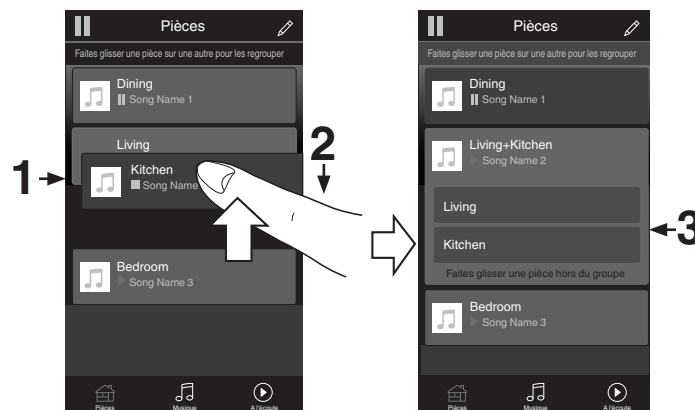 Pièces
Faites glisser une pièce sur une autre pour les regrouper
Dining
Song Name 1
Living
1
2
Kitchen
Song Name
Bedroom
Song Name 3
Pièces
Musique
A l'écoute
Pièces
Faites glisser une pièce sur une autre pour les regrouper
Dining
Song Name 1
Living+Kitchen
Song Name 2
Living
3
Kitchen
Faites glisser une pièce hors du groupe
Bedroom
Song Name 3
Pièces
Musique
A l'écoute